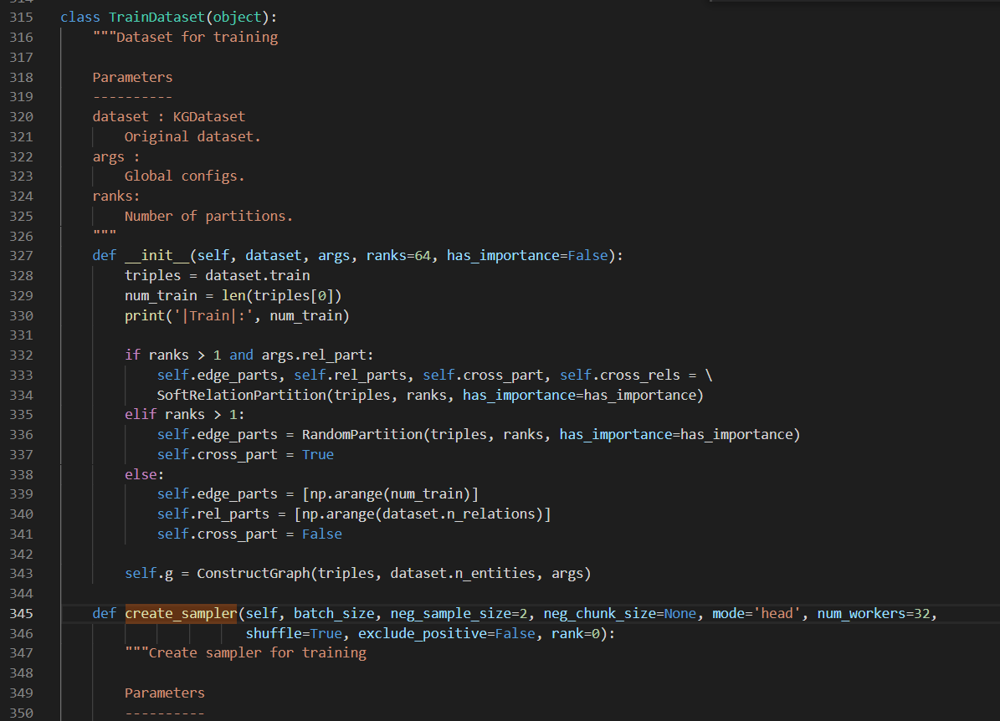 315 class TrainDataset(object):
316     """Dataset for training
317
318     Parameters
319     ----------
320     dataset : KGDataset
321         Original dataset.
322     args :
323         Global configs.
324     ranks:
325         Number of partitions.
326     """
327     def __init__(self, dataset, args, ranks=64, has_importance=False):
328         triples = dataset.train
329         num_train = len(triples[0])
330         print('|Train|:', num_train)
331
332         if ranks > 1 and args.rel_part:
333             self.edge_parts, self.rel_parts, self.cross_part, self.cross_rels = \
334             SoftRelationPartition(triples, ranks, has_importance=has_importance)
335         elif ranks > 1:
336             self.edge_parts = RandomPartition(triples, ranks, has_importance=has_importance)
337             self.cross_part = True
338         else:
339             self.edge_parts = [np.arange(num_train)]
340             self.rel_parts = [np.arange(dataset.n_relations)]
341             self.cross_part = False
342
343         self.g = ConstructGraph(triples, dataset.n_entities, args)
344
345     def create_sampler(self, batch_size, neg_sample_size=2, neg_chunk_size=None, mode='head', num_workers=32,
346                        shuffle=True, exclude_positive=False, rank=0):
347         """Create sampler for training
348
349         Parameters
350         ----------